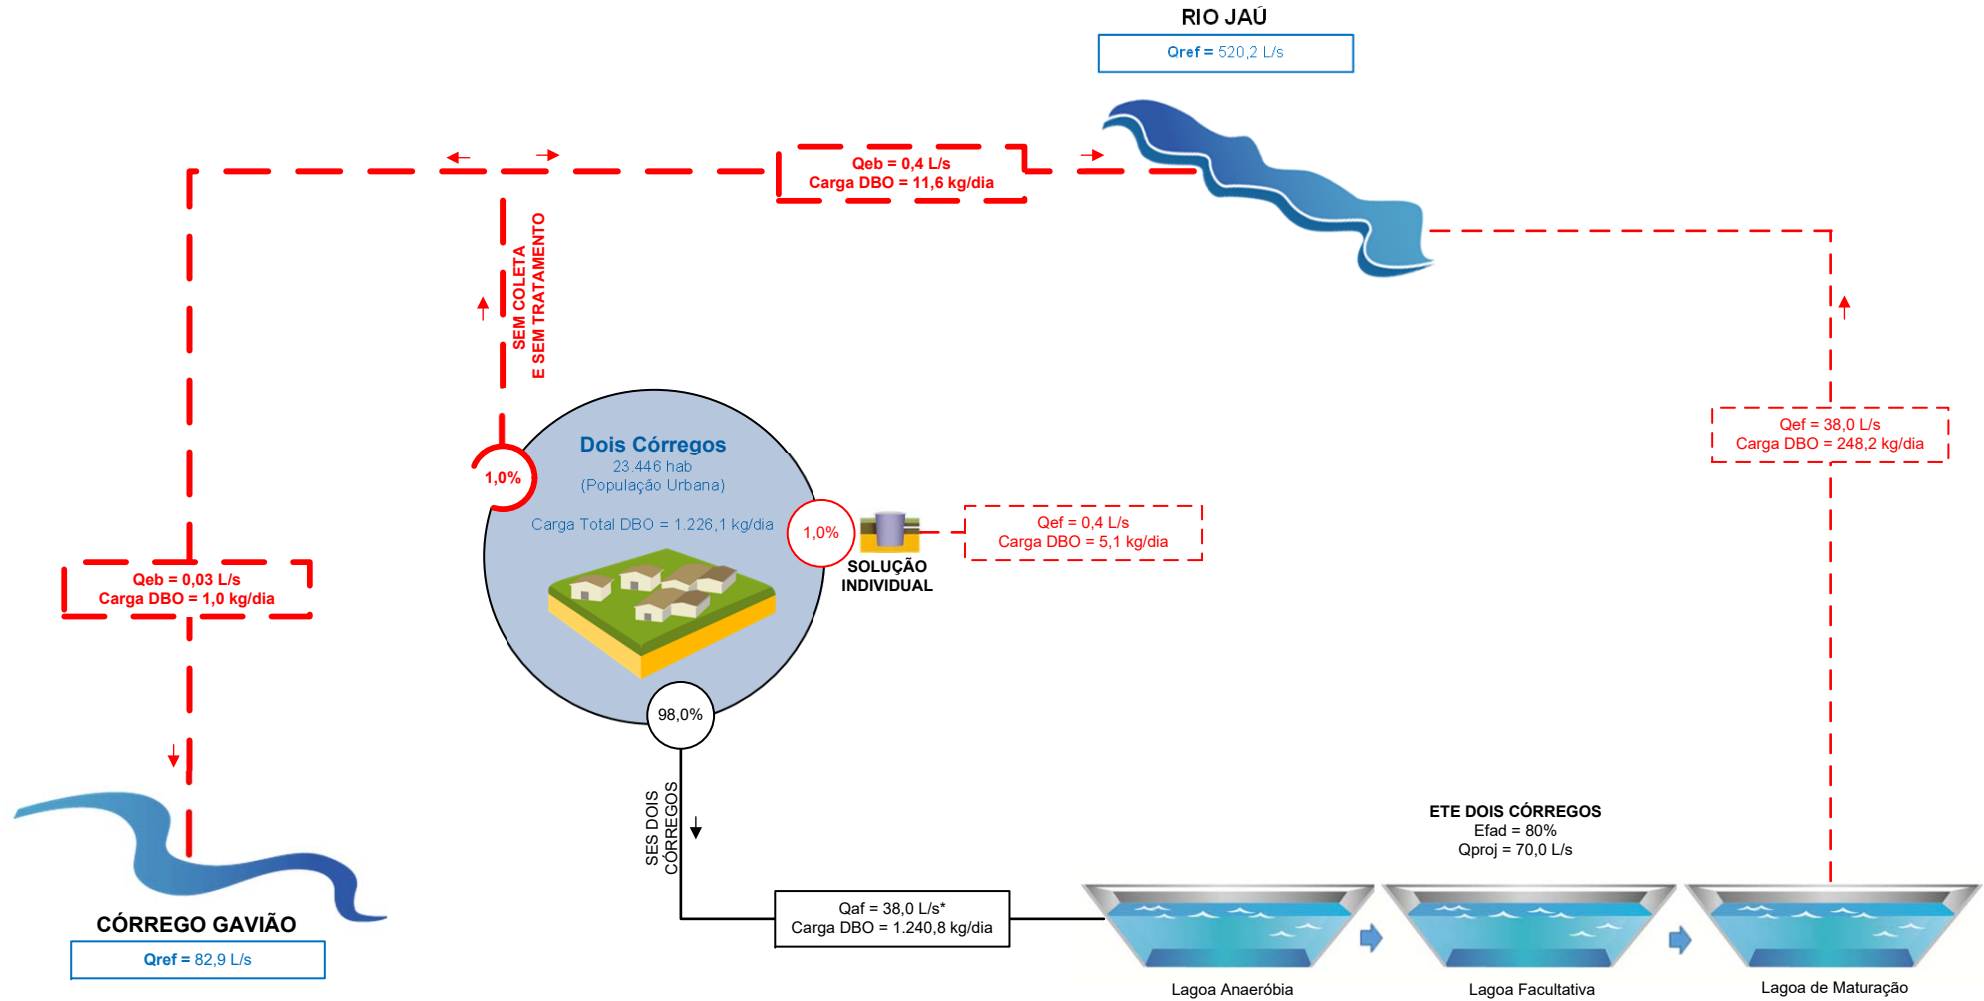 RIO JAÚ
Qref = 520,2 L/s
Qeb = 0,4 L/s
Carga DBO = 11,6 kg/dia
SEM COLETA
E SEM TRATAMENTO
Dois Córregos
23.446 hab
(População Urbana)
Carga Total DBO = 1.226,1 kg/dia
1,0%
1,0%
SOLUÇÃO
INDIVIDUAL
Qef = 0,4 L/s
Carga DBO = 5,1 kg/dia
Qef = 38,0 L/s
Carga DBO = 248,2 kg/dia
Qeb = 0,03 L/s
Carga DBO = 1,0 kg/dia
98,0%
SES DOIS
CÓRREGOS
CÓRREGO GAVIÃO
Qref = 82,9 L/s
Qaf = 38,0 L/s*
Carga DBO = 1.240,8 kg/dia
ETE DOIS CÓRREGOS
Efad = 80%
Qproj = 70,0 L/s
Lagoa Anaeróbia
Lagoa Facultativa
Lagoa de Maturação